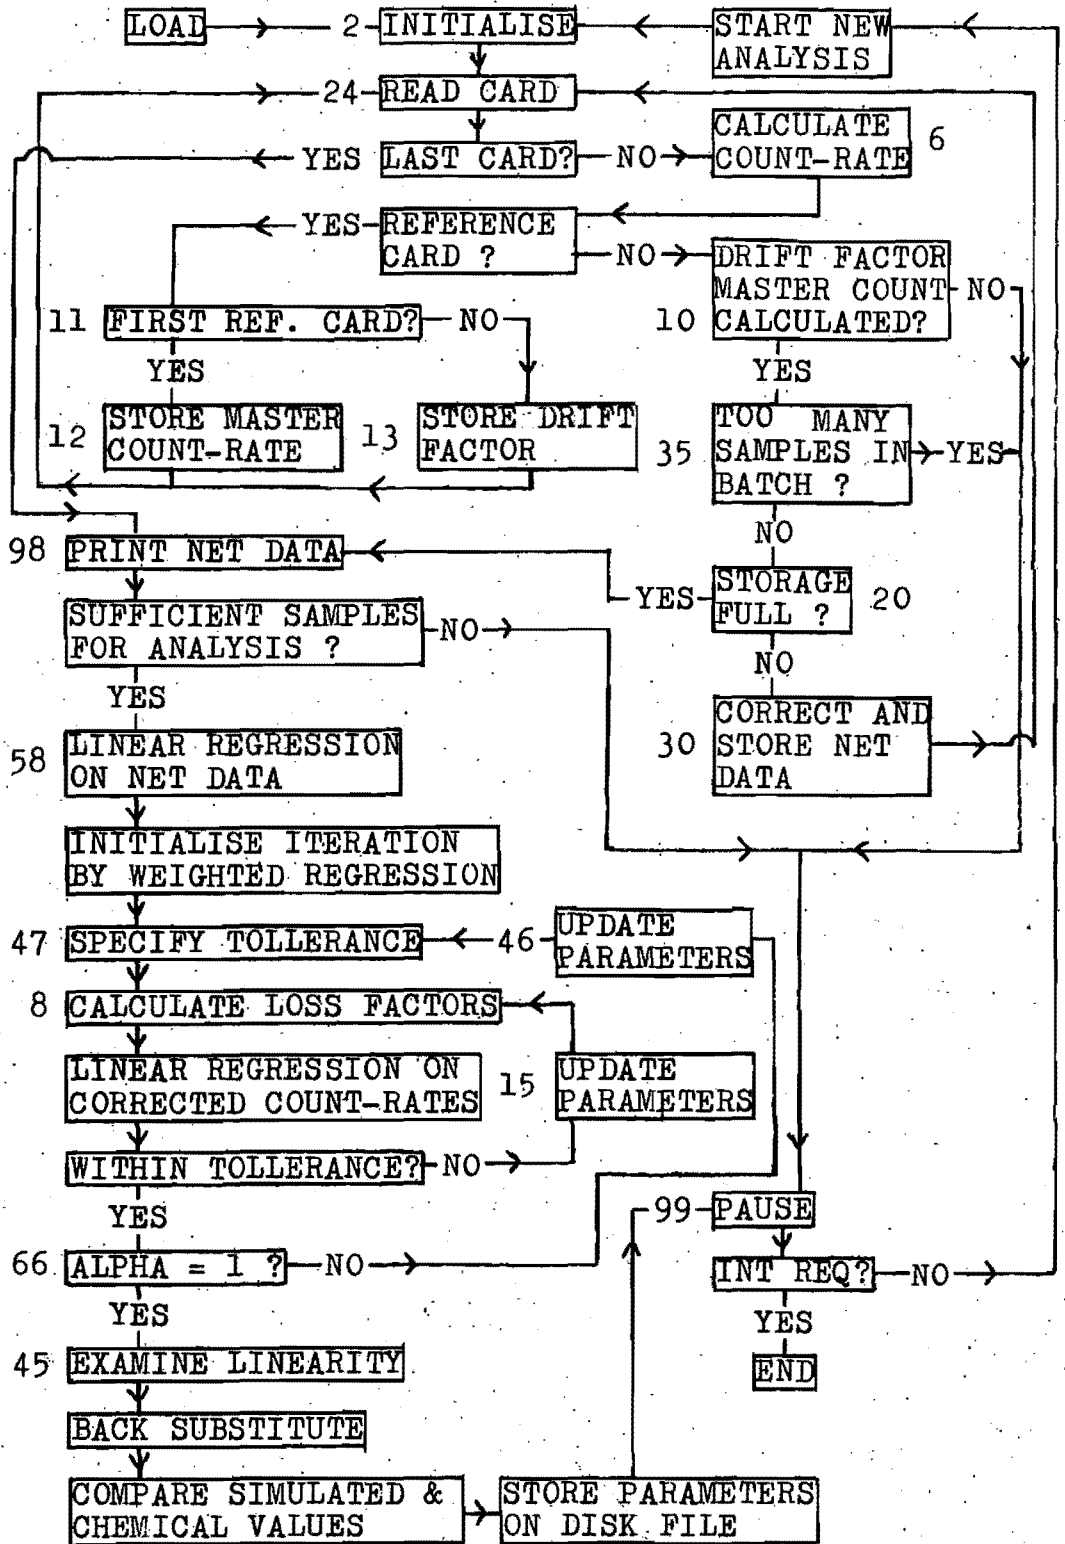 LOAD
2
INITIALISE
START NEW
ANALYSIS
24
READ CARD
YES
LAST CARD?
NO
CALCULATE
COUNT-RATE
6
YES
REFERENCE
CARD ?
NO
DRIFT FACTOR
MASTER COUNT
CALCULATED?
NO
10
11
FIRST REF. CARD?
NO
YES
YES
12
STORE MASTER
COUNT-RATE
13
STORE DRIFT
FACTOR
35
TOO MANY
SAMPLES IN
BATCH ?
YES
NO
98
PRINT NET DATA
YES
STORAGE
FULL ?
20
SUFFICIENT SAMPLES
FOR ANALYSIS ?
NO
NO
YES
30
CORRECT AND
STORE NET
DATA
58
LINEAR REGRESSION
ON NET DATA
INITIALISE ITERATION
BY WEIGHTED REGRESSION
47
SPECIFY TOLLERANCE
46
UPDATE
PARAMETERS
8
CALCULATE LOSS FACTORS
LINEAR REGRESSION ON
CORRECTED COUNT-RATES
15
UPDATE
PARAMETERS
WITHIN TOLLERANCE?
NO
YES
99
PAUSE
66
ALPHA = 1 ?
NO
INT REQ?
NO
YES
YES
45
EXAMINE LINEARITY
END
BACK SUBSTITUTE
COMPARE SIMULATED &
CHEMICAL VALUES
STORE PARAMETERS
ON DISK FILE